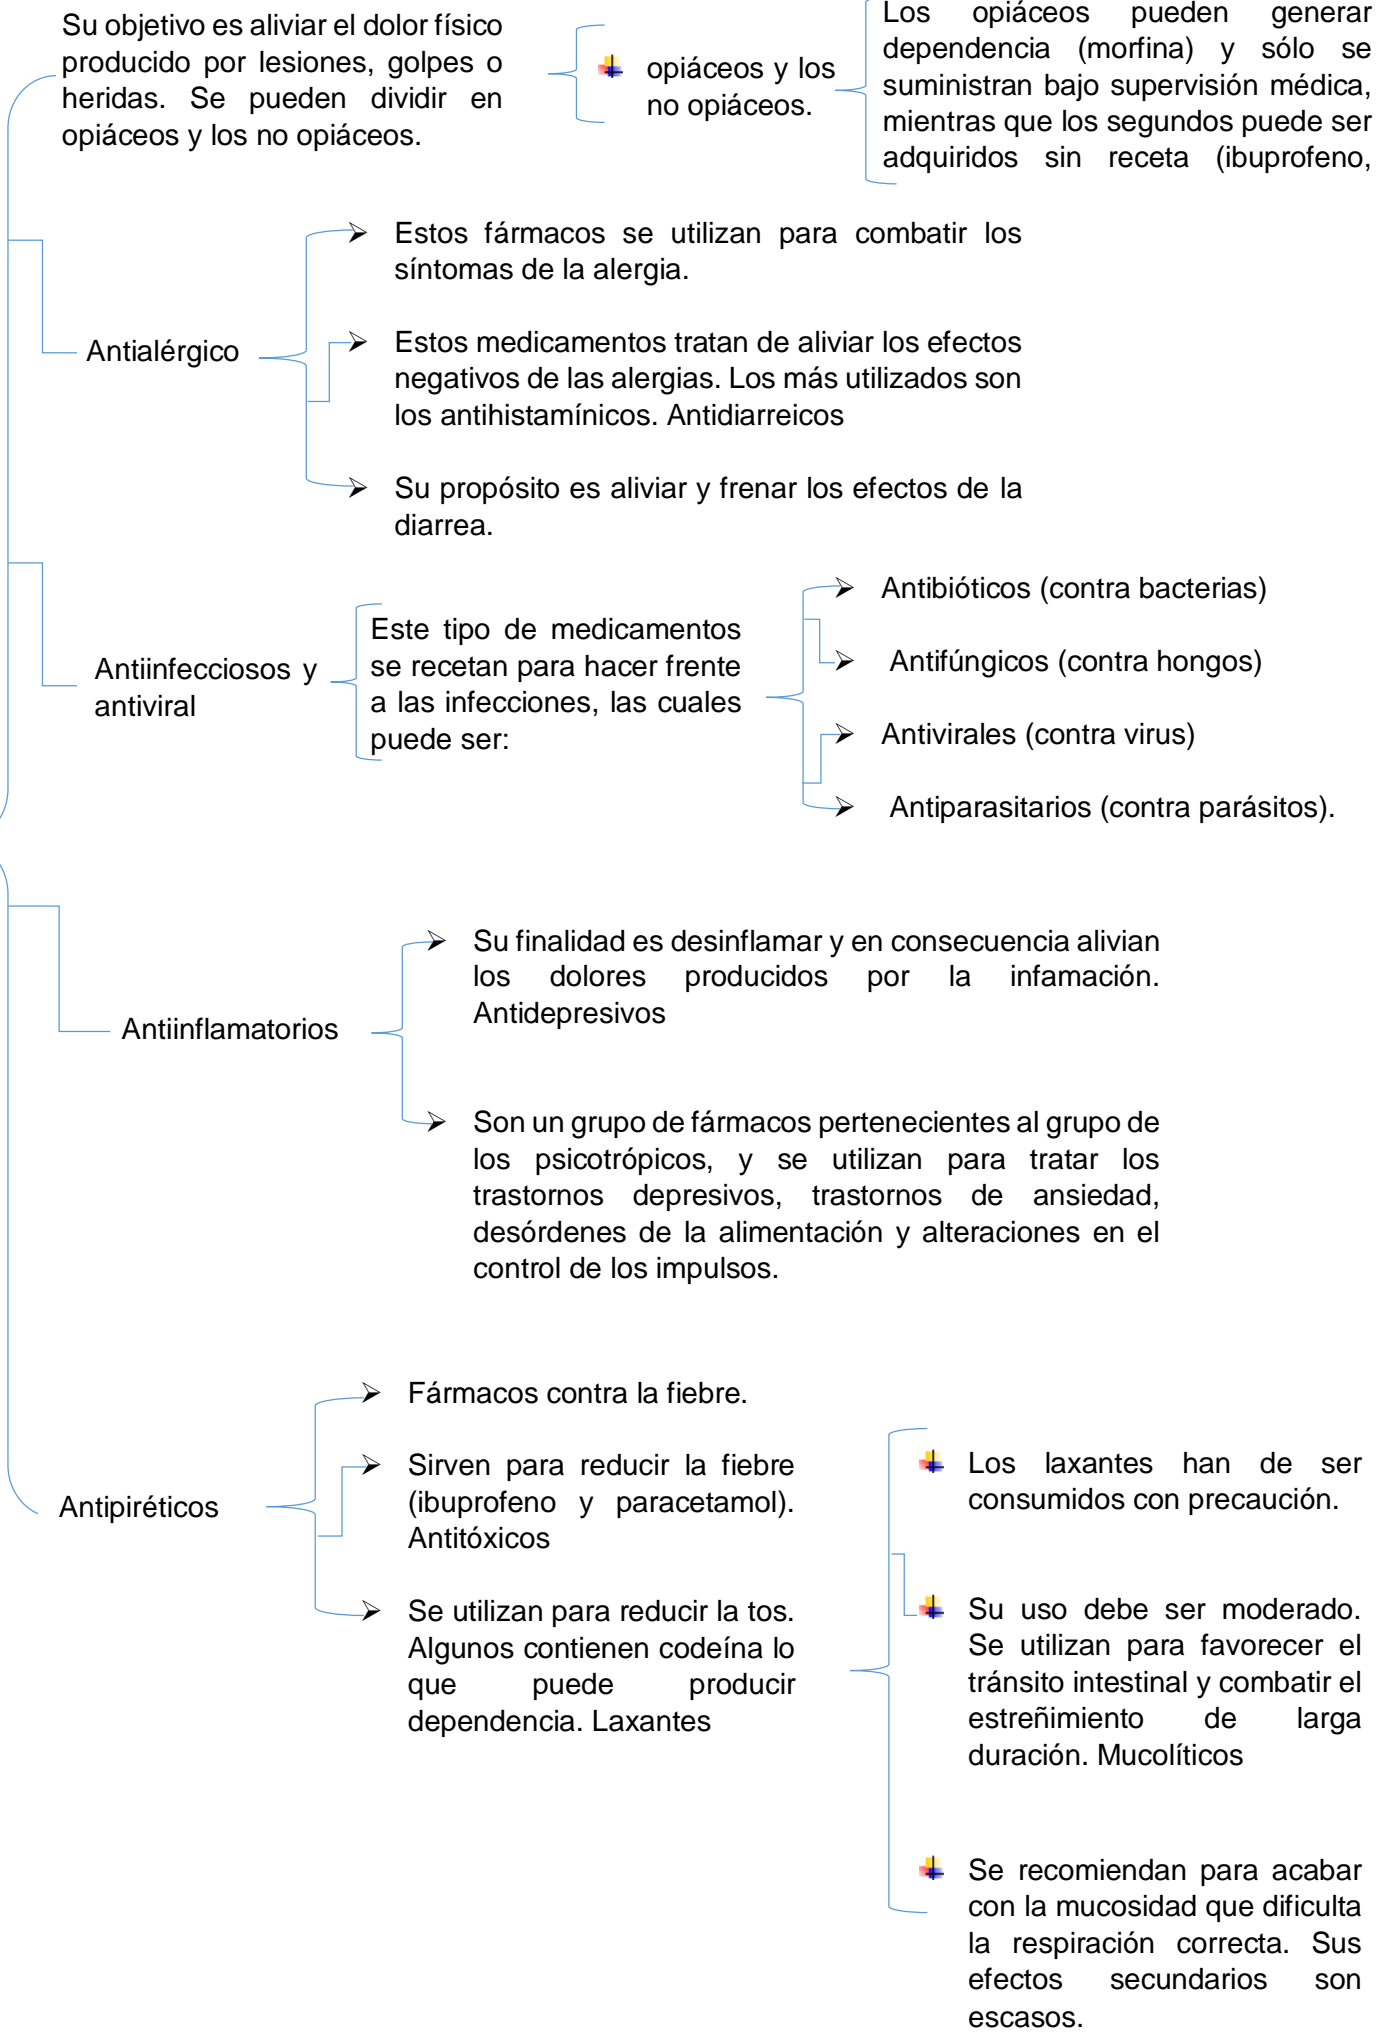 Su objetivo es aliviar el dolor físico
producido por lesiones, golpes o
heridas. Se pueden dividir en
opiáceos y los no opiáceos.
opiáceos y los
no opiáceos.
Los opiáceos pueden generar
dependencia (morfina) y sólo se
suministran bajo supervisión médica,
mientras que los segundos puede ser
adquiridos sin receta (ibuprofeno,
Antialérgico
Estos fármacos se utilizan para combatir los
síntomas de la alergia.
Estos medicamentos tratan de aliviar los efectos
negativos de las alergias. Los más utilizados son
los antihistamínicos. Antidiarreicos
Su propósito es aliviar y frenar los efectos de la
diarrea.
Antiinfecciosos y
antiviral
Este tipo de medicamentos
se recetan para hacer frente
a las infecciones, las cuales
puede ser:
Antibióticos (contra bacterias)
Antifúngicos (contra hongos)
Antivirales (contra virus)
Antiparasitarios (contra parásitos).
Antiinflamatorios
Su finalidad es desinflamar y en consecuencia alivian
los dolores producidos por la infamación.
Antidepresivos
Son un grupo de fármacos pertenecientes al grupo de
los psicotrópicos, y se utilizan para tratar los
trastornos depresivos, trastornos de ansiedad,
desórdenes de la alimentación y alteraciones en el
control de los impulsos.
Antipiréticos
Fármacos contra la fiebre.
Sirven para reducir la fiebre
(ibuprofeno y paracetamol).
Antitóxicos
Se utilizan para reducir la tos.
Algunos contienen codeína lo
que puede producir
dependencia. Laxantes
Los laxantes han de ser
consumidos con precaución.
Su uso debe ser moderado.
Se utilizan para favorecer el
tránsito intestinal y combatir el
estreñimiento de larga
duración. Mucolíticos
Se recomiendan para acabar
con la mucosidad que dificulta
la respiración correcta. Sus
efectos secundarios son
escasos.